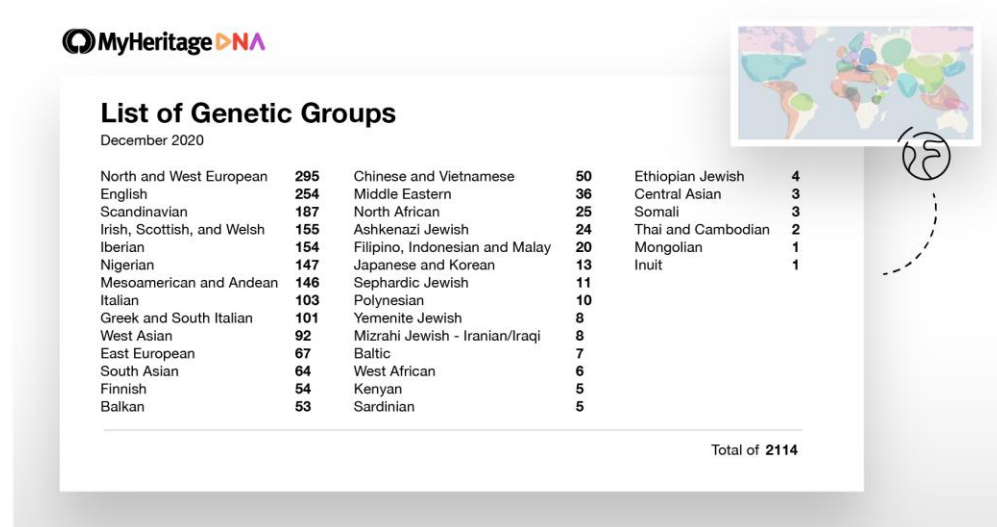 MyHeritage DNA
List of Genetic Groups
December 2020
North and West European 295
English 254
Scandinavian 187
Irish, Scottish, and Welsh 155
Iberian 154
Nigerian 147
Mesoamerican and Andean 146
Italian 103
Greek and South Italian 101
West Asian 92
East European 67
South Asian 64
Finnish 54
Balkan 53
Chinese and Vietnamese 50
Middle Eastern 36
North African 25
Ashkenazi Jewish 24
Filipino, Indonesian and Malay 20
Japanese and Korean 13
Sephardic Jewish 11
Polynesian 10
Yemenite Jewish 8
Mizrahi Jewish - Iranian/Iraqi 8
Baltic 7
West African 6
Kenyan 5
Sardinian 5
Ethiopian Jewish 4
Central Asian 3
Somali 3
Thai and Cambodian 2
Mongolian 1
Inuit 1
Total of 2114